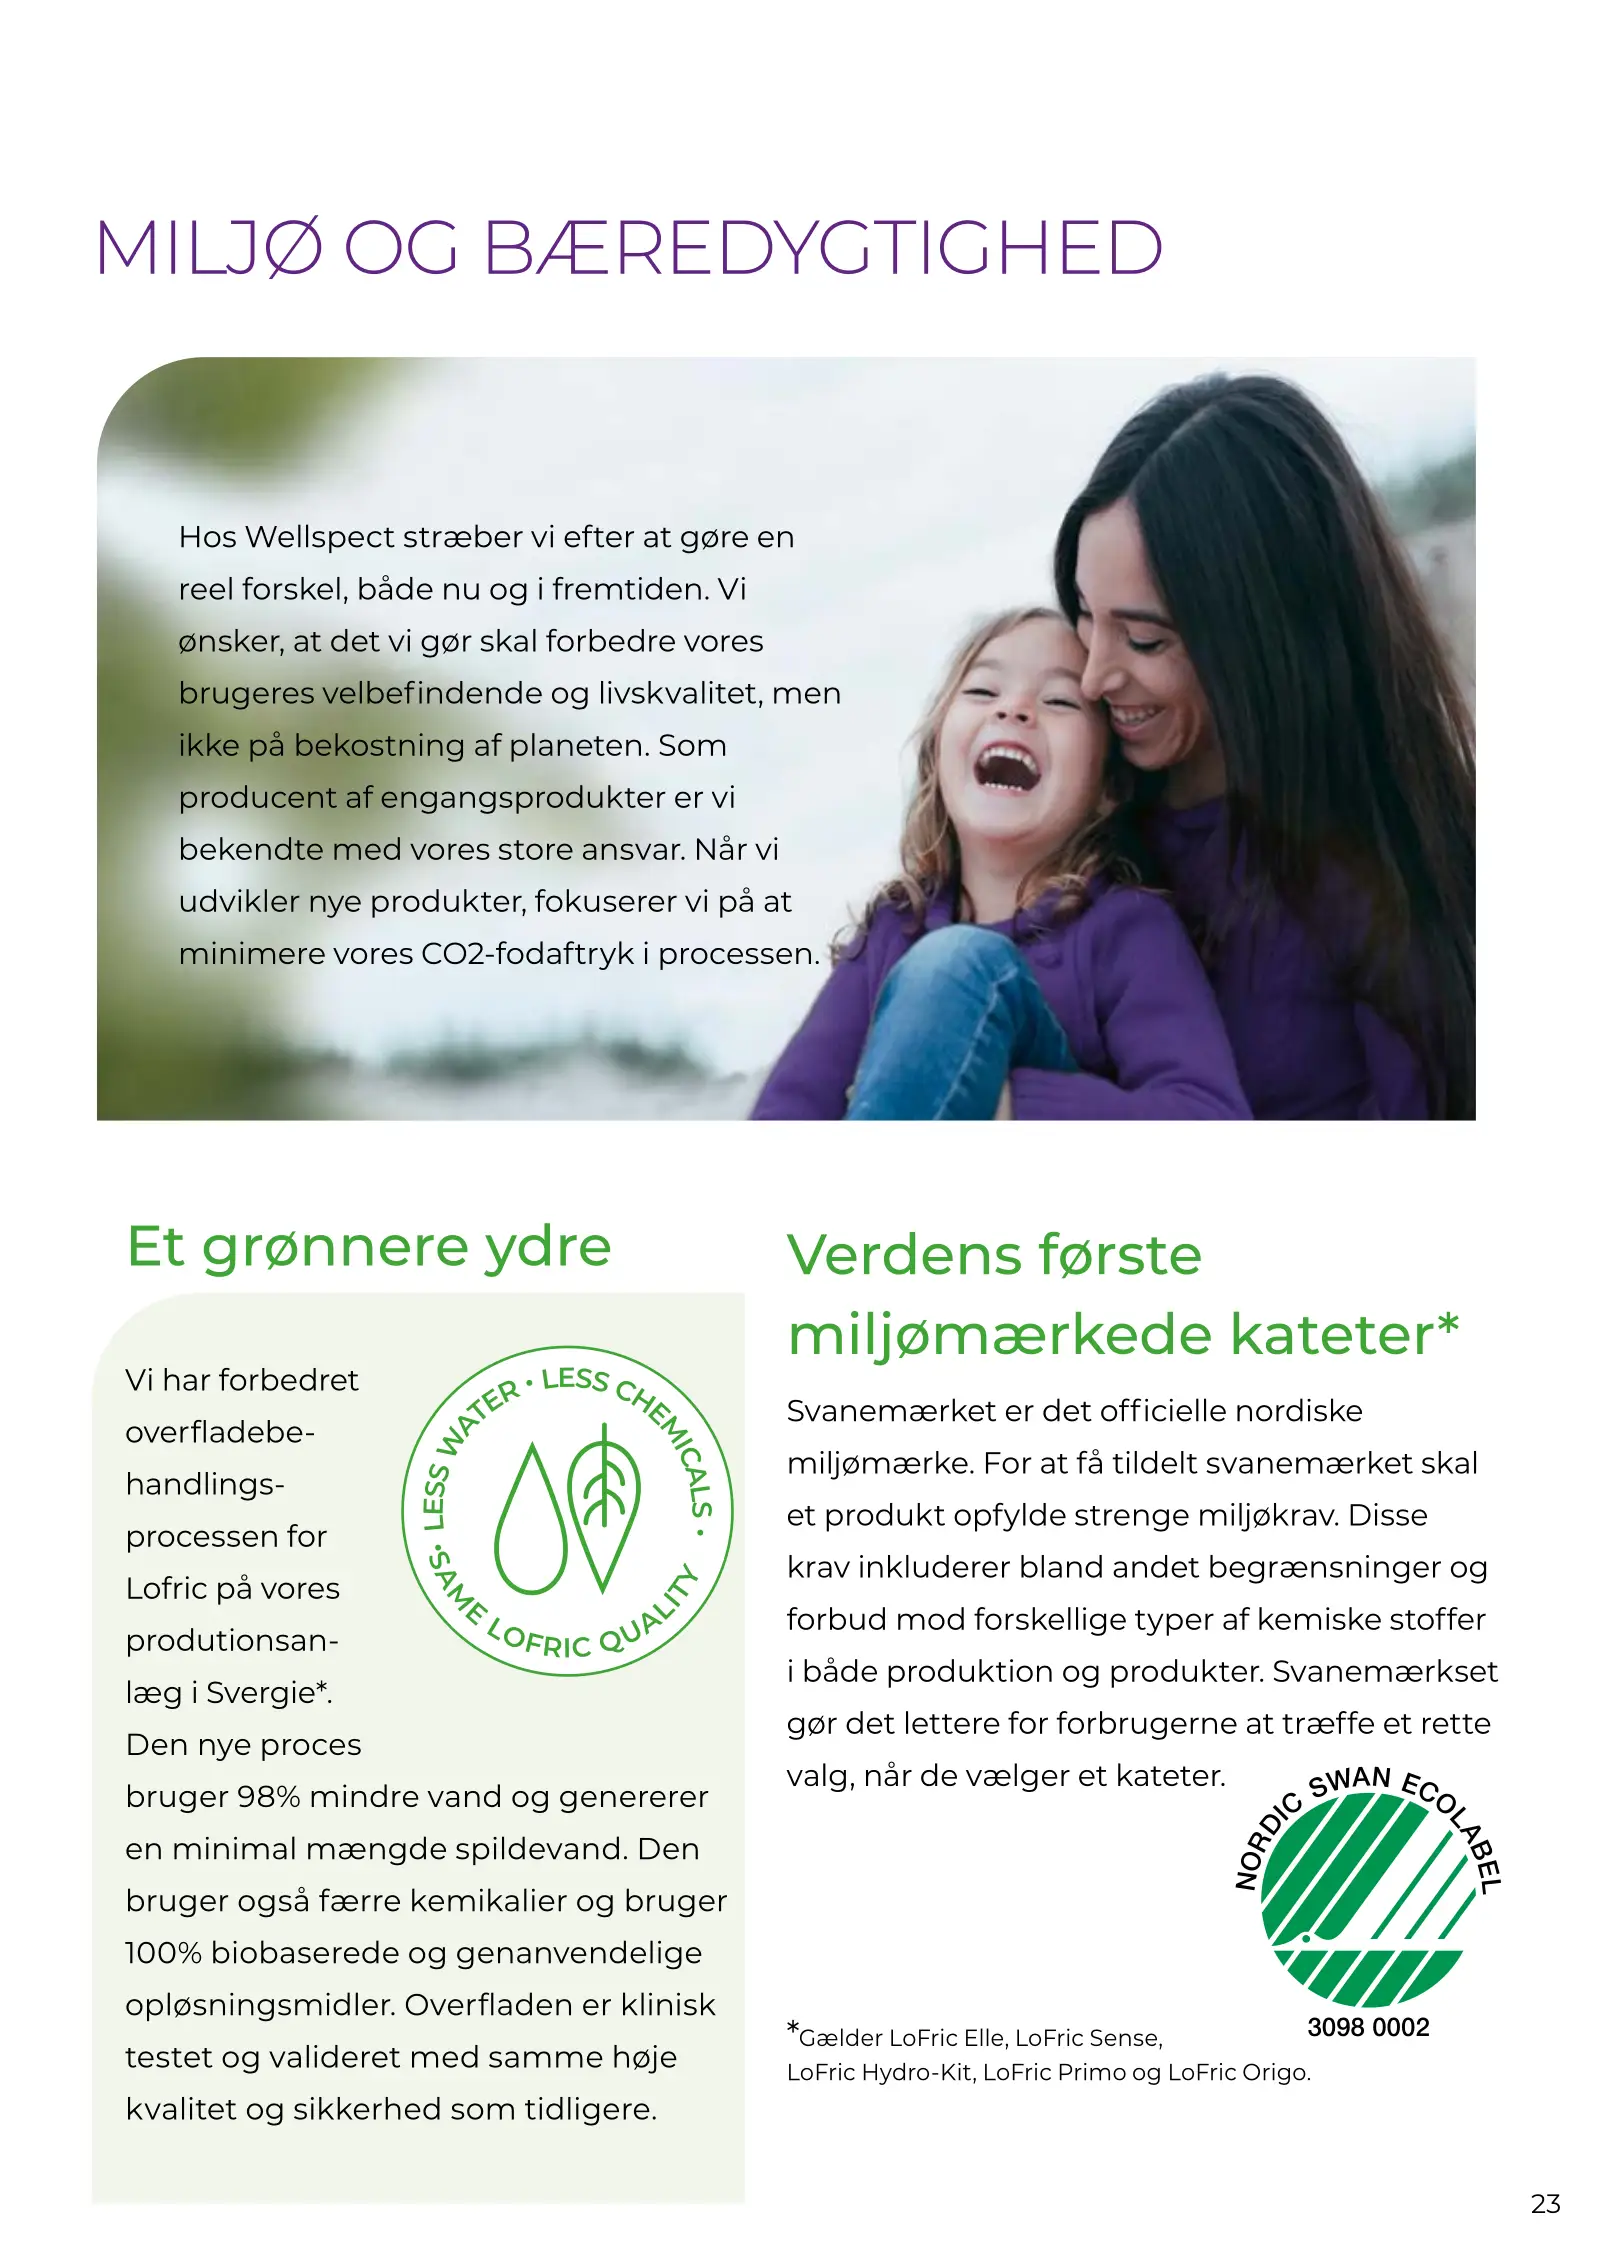 MILJØ OG BÆREDYGTIGHED
Hos Wellspect stræber vi efter at gøre en
reel forskel, både nu og i fremtiden. Vi
ønsker, at det vi gør skal forbedre vores
brugeres velbefindende og livskvalitet, men
ikke på bekostning af planeten. Som
producent af engangsprodukter er vi
bekendte med vores store ansvar. Når vi
udvikler nye produkter, fokuserer vi på at
minimere vores CO2-fodaftryk i processen.
Et grønnere ydre
Vi har forbedret
overfladebe-
handlings-
processen for
Lofric på vores
produtionsan-
læg i Svergie*.
Den nye proces
bruger 98% mindre vand og genererer
en minimal mængde spildevand. Den
bruger også færre kemikalier og bruger
100% biobaserede og genanvendelige
opløsningsmidler. Overfladen er klinisk
testet og valideret med samme høje
kvalitet og sikkerhed som tidligere.
LESS WATER • LESS CHEMICALS •
SAME LOFRIC QUALITY •
Verdens første
miljømærkede kateter*
Svanemærket er det officielle nordiske
miljømærke. For at få tildelt svanemærket skal
et produkt opfylde strenge miljøkrav. Disse
krav inkluderer bland andet begrænsninger og
forbud mod forskellige typer af kemiske stoffer
i både produktion og produkter. Svanemærkset
gør det lettere for forbrugerne at træffe et rette
valg, når de vælger et kateter.
NORDIC SWAN ECOLABEL
3098 0002
*Gælder LoFric Elle, LoFric Sense,
LoFric Hydro-Kit, LoFric Primo og LoFric Origo.
23